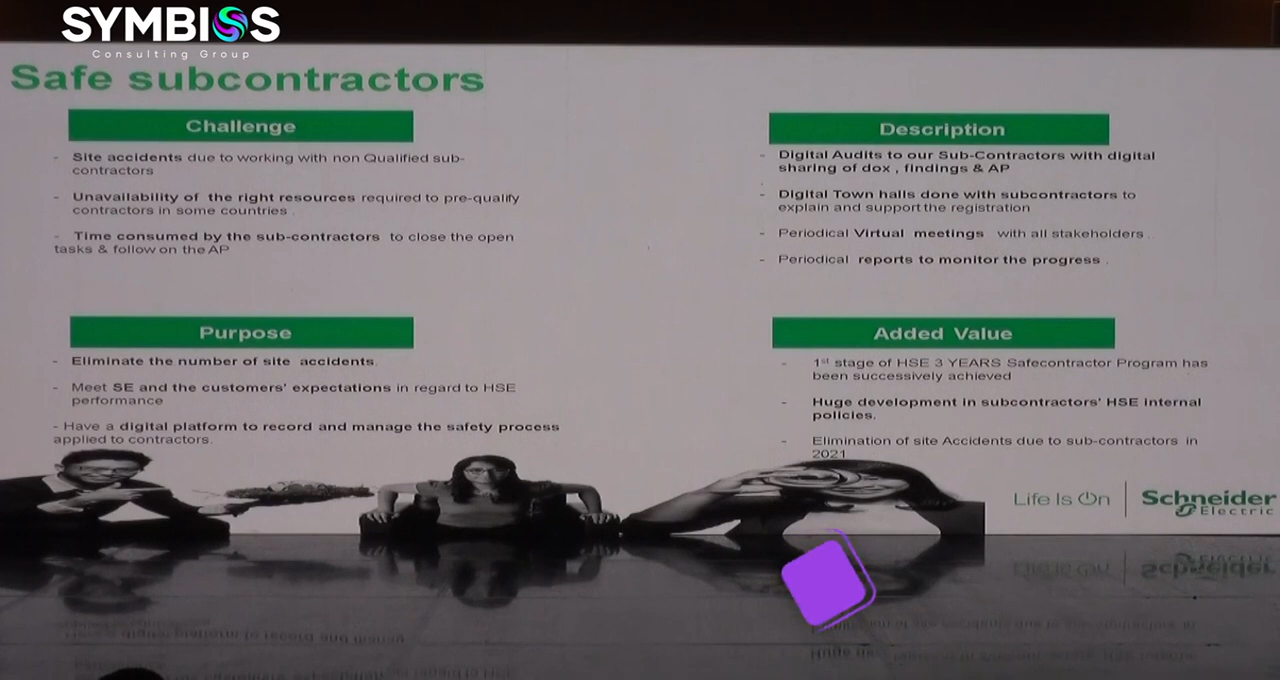 SYMBIOS
Consulting Group
Safe subcontractors
Challenge
- Site accidents due to working with non Qualified sub-
contractors
- Unavailability of the right resources required to pre-qualify
contractors in some countries .
- Time consumed by the sub-contractors to close the open
tasks & follow on the AP
Description
- Digital Audits to our Sub-Contractors with digital
sharing of dox , findings & AP
- Digital Town halls done with subcontractors to
explain and support the registration
- Periodical Virtual meetings with all stakeholders .
- Periodical reports to monitor the progress .
Purpose
- Eliminate the number of site accidents.
- Meet SE and the customers' expectations in regard to HSE
performance
- Have a digital platform to record and manage the safety process
applied to contractors.
Added Value
- 1st stage of HSE 3 YEARS Safecontractor Program has
been successively achieved
- Huge development in subcontractors' HSE internal
policies.
- Elimination of site Accidents due to sub-contractors in
2021
Life Is On
Schneider
Electric